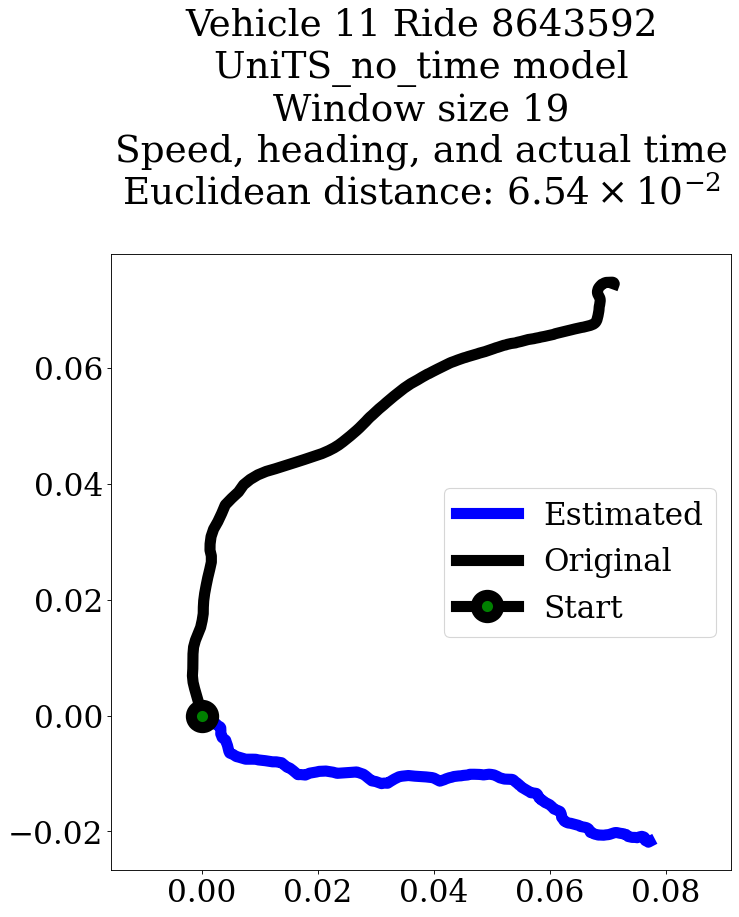 Vehicle 11 Ride 8643592
UniTS_no_time model
Window size 19
Speed, heading, and actual time
Euclidean distance: 6.54 × 10⁻²
0.06
0.04
0.02
0.00
−0.02
Estimated
Original
Start
0.00 0.02 0.04 0.06 0.08